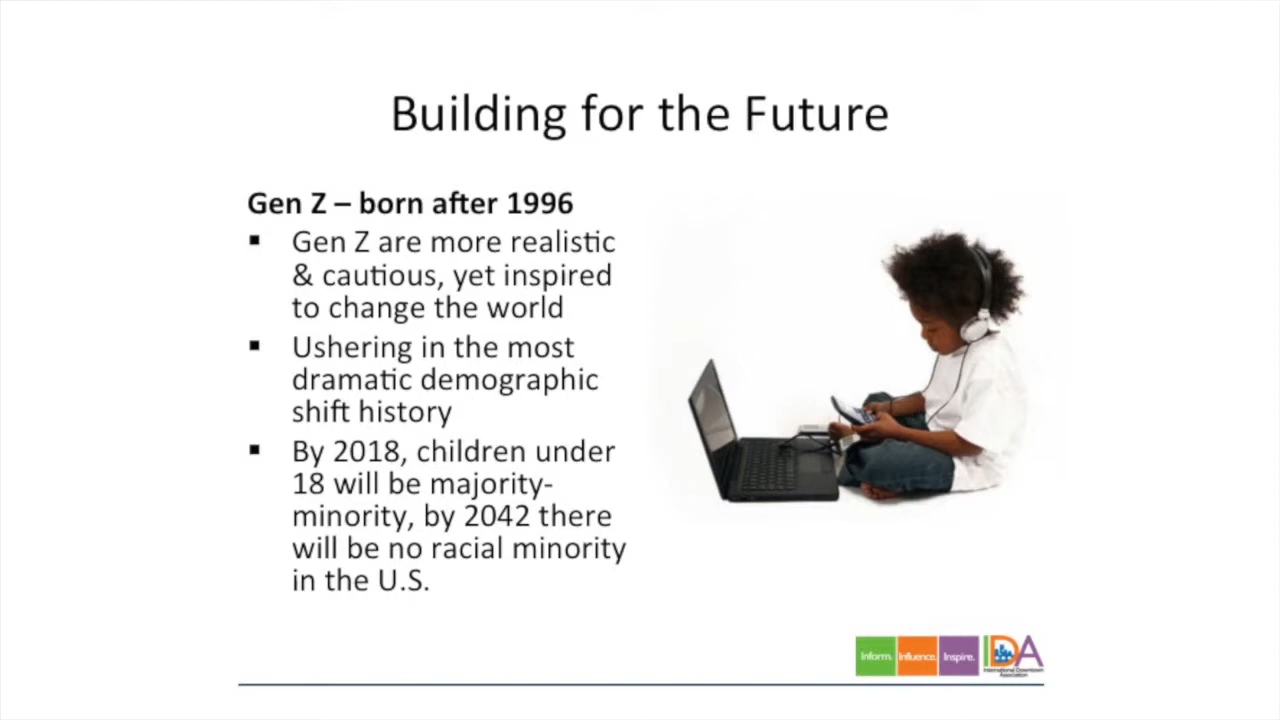 Building for the Future
Gen Z – born after 1996
▪ Gen Z are more realistic
& cautious, yet inspired
to change the world
▪ Ushering in the most
dramatic demographic
shift history
▪ By 2018, children under
18 will be majority-
minority, by 2042 there
will be no racial minority
in the U.S.
Inform. Influence. Inspire. IDA
International Downtown
Association